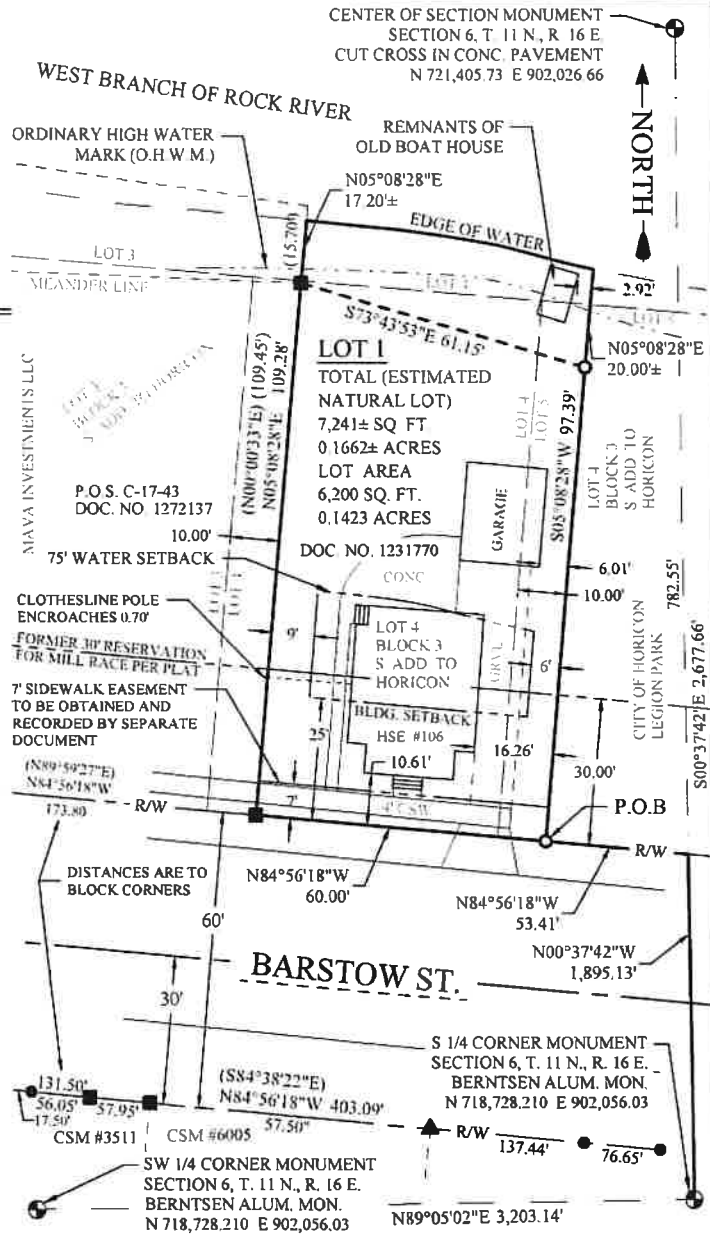 CENTER OF SECTION MONUMENT
SECTION 6, T. 11 N., R. 16 E.
CUT CROSS IN CONC. PAVEMENT
N 721,405.73 E 902,026.66
WEST BRANCH OF ROCK RIVER
NORTH
ORDINARY HIGH WATER
MARK (O.H.W.M.)
REMNANTS OF
OLD BOAT HOUSE
N05°08'28"E
17.20'±
(15.70')
EDGE OF WATER
LOT 3
MEANDER LINE
2.92'
S73°43'53"E 61.15'
N05°08'28"E
20.00'±
LOT 1
TOTAL (ESTIMATED
NATURAL LOT)
7,241± SQ FT
0.1662± ACRES
LOT AREA
6,200 SQ. FT.
0.1423 ACRES
MAVA INVESTMENTS LLC
LOT 3
BLOCK 3
S ADD TO HORICON
(N00°00'33"E) (109.45')
N05°08'28"E 109.28'
LOT 4
LOT 5
S05°08'28"W 97.39'
LOT 4
BLOCK 3
S ADD TO
HORICON
P.O.S. C-17-43
DOC. NO. 1272137
GARAGE
10.00'
DOC. NO. 1231770
6.01'
10.00'
75' WATER SETBACK
CONC
782.55'
S00°37'42"E 2,677.66'
CLOTHESLINE POLE
ENCROACHES 0.70'
9'
LOT 4
BLOCK 3
S ADD TO
HORICON
GRVL
6'
CITY OF HORICON
LEGION PARK
FORMER 30' RESERVATION
FOR MILL RACE PER PLAT
7' SIDEWALK EASEMENT
TO BE OBTAINED AND
RECORDED BY SEPARATE
DOCUMENT
BLDG. SETBACK
25'
HSE #106
10.61'
16.26'
30.00'
(N89°59'27"E)
N84°56'18"W
173.80
R/W
7'
4' CSW
P.O.B
R/W
DISTANCES ARE TO
BLOCK CORNERS
N84°56'18"W
60.00'
N84°56'18"W
53.41'
60'
N00°37'42"W
1,895.13'
BARSTOW ST.
30'
S 1/4 CORNER MONUMENT
SECTION 6, T. 11 N., R. 16 E.
BERNTSEN ALUM. MON.
N 718,728.210 E 902,056.03
131.50'
56.05'
17.50'
57.95'
(S84°38'22"E)
N84°56'18"W 403.09'
57.50"
CSM #3511
CSM #6005
R/W
137.44'
76.65'
SW 1/4 CORNER MONUMENT
SECTION 6, T. 11 N., R. 16 E.
BERNTSEN ALUM. MON.
N 718,728.210 E 902,056.03
N89°05'02"E 3,203.14'